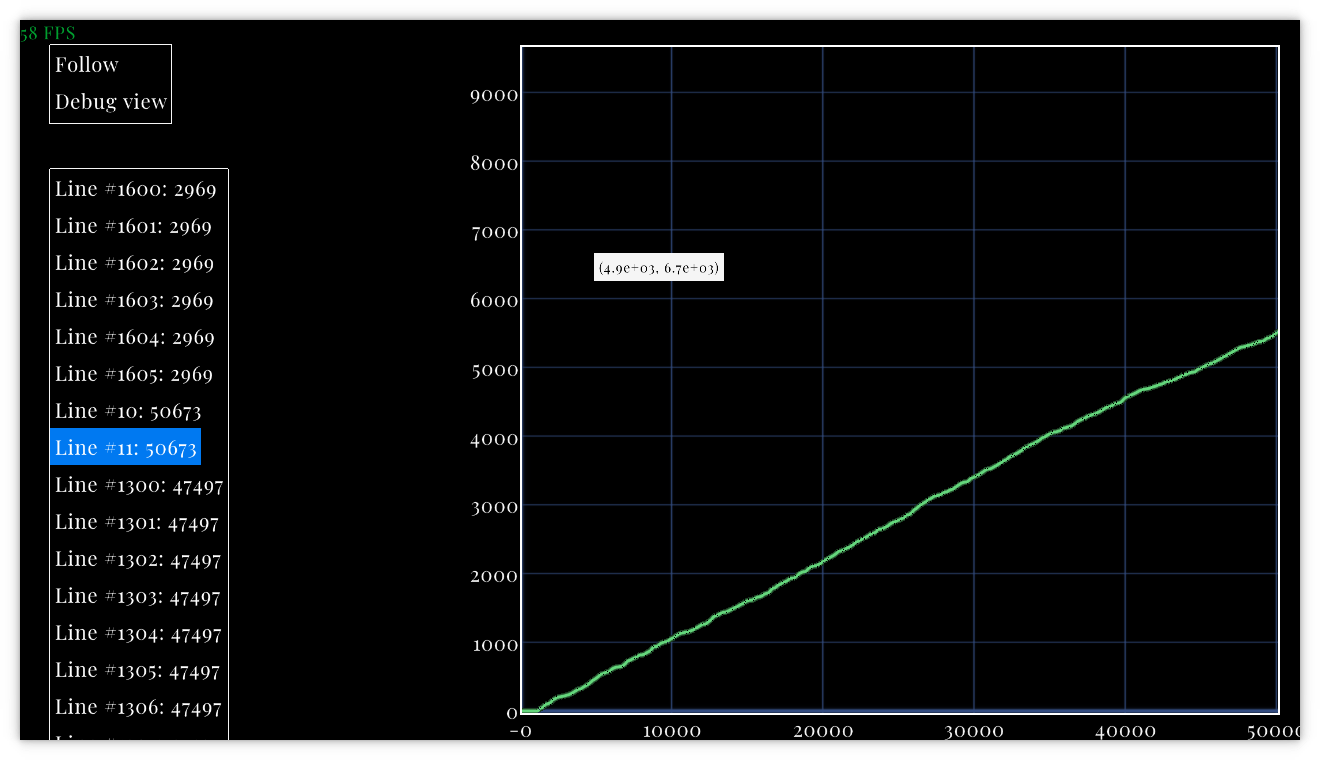 58 FPS
Follow
Debug view
Line #1600: 2969
Line #1601: 2969
Line #1602: 2969
Line #1603: 2969
Line #1604: 2969
Line #1605: 2969
Line #10: 50673
Line #11: 50673
Line #1300: 47497
Line #1301: 47497
Line #1302: 47497
Line #1303: 47497
Line #1304: 47497
Line #1305: 47497
Line #1306: 47497
9000
8000
7000
(4.9e+03, 6.7e+03)
6000
5000
4000
3000
2000
1000
0
-0 10000 20000 30000 40000 50000